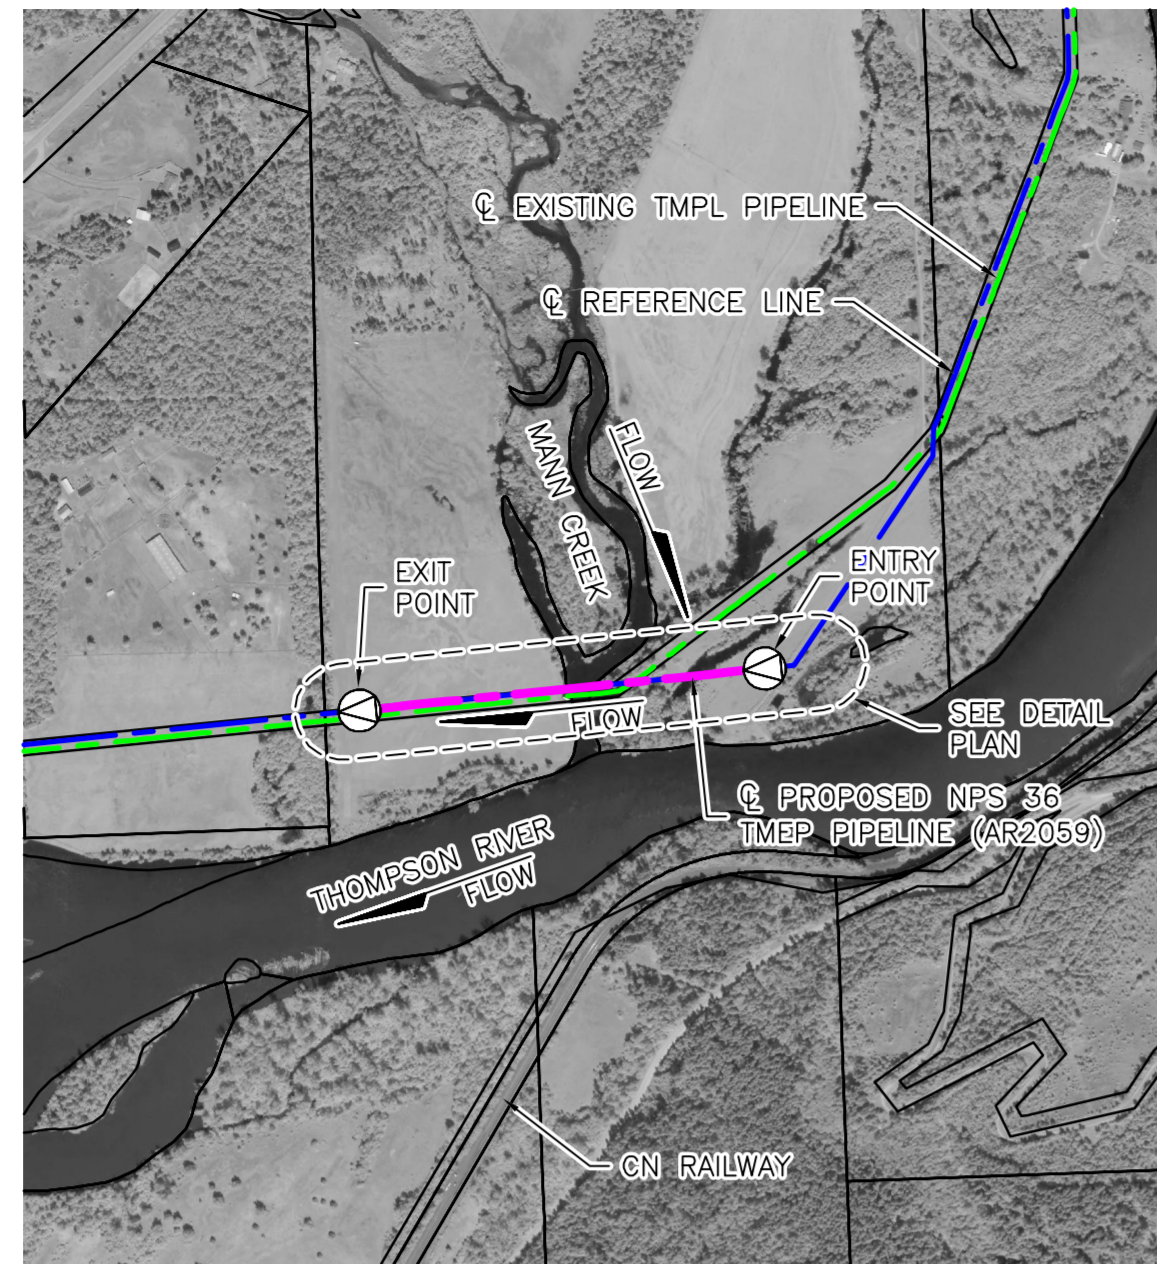 ℄ EXISTING TMPL PIPELINE
℄ REFERENCE LINE
MANN CREEK
FLOW
EXIT
POINT
ENTRY
POINT
FLOW
SEE DETAIL
PLAN
℄ PROPOSED NPS 36
TMEP PIPELINE (AR2059)
THOMPSON RIVER
FLOW
CN RAILWAY